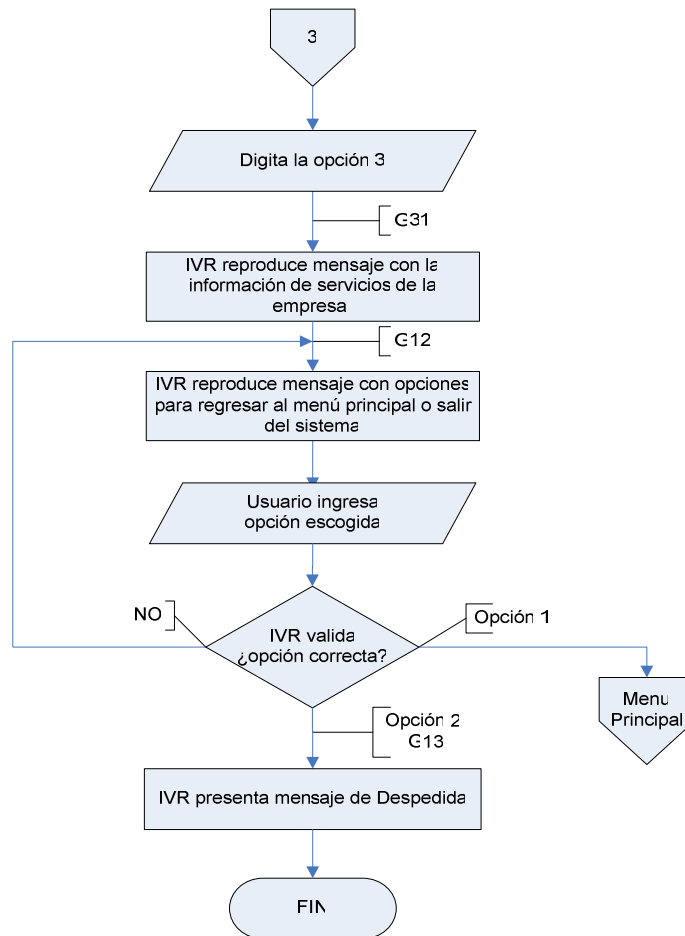 3
Digita la opción 3
G31
IVR reproduce mensaje con la
información de servicios de la
empresa
G12
IVR reproduce mensaje con opciones
para regresar al menú principal o salir
del sistema
Usuario ingresa
opción escogida
NO
IVR valida
¿opción correcta?
Opción 1
Menu
Principal
Opción 2
G13
IVR presenta mensaje de Despedida
FIN